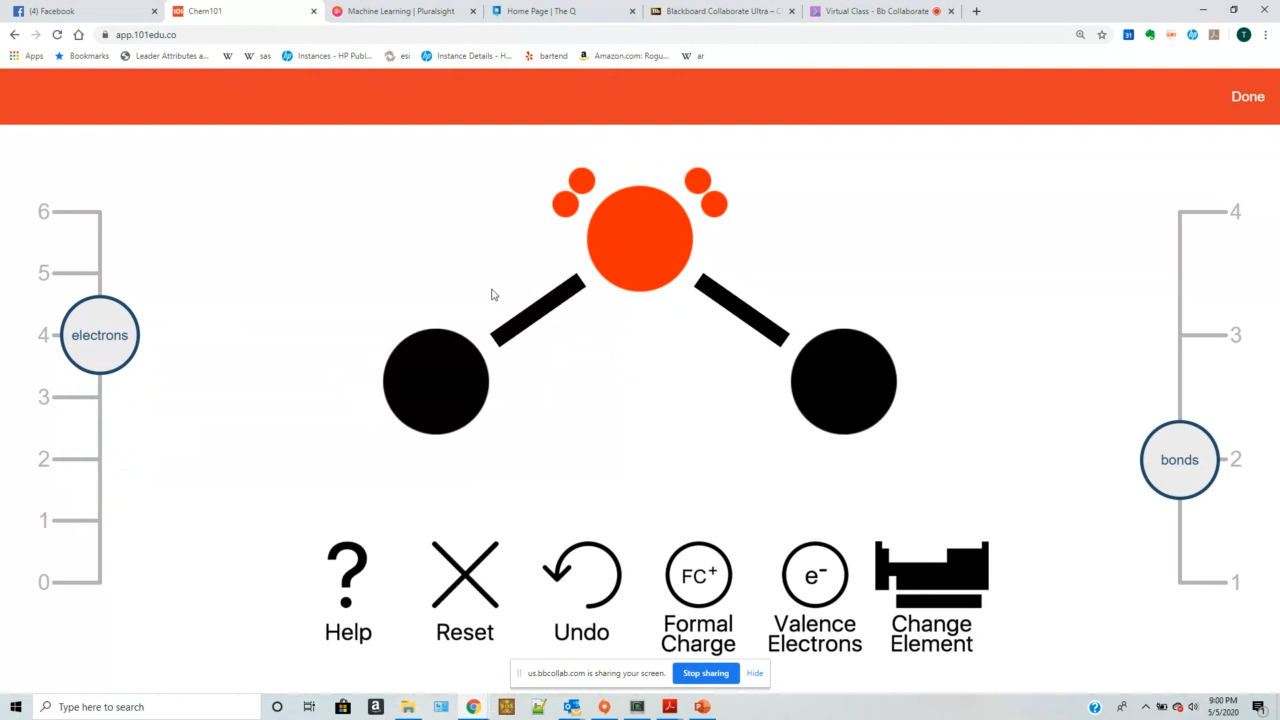 (4) Facebook
Chem101
Machine Learning | Pluralsight
Home Page | The Q
Blackboard Collaborate Ultra – C
Virtual Class - Bb Collaborate
app.101edu.co
Apps
Bookmarks
Leader Attributes a...
sas
Instances - HP Publ...
esi
Instance Details - H...
bartend
Amazon.com: Rogu...
ar
Done
6
5
4
3
2
1
0
electrons
4
3
2
1
bonds
?
Help
Reset
Undo
FC+
Formal
Charge
e-
Valence
Electrons
Change
Element
us.bbcollab.com is sharing your screen.
Stop sharing
Hide
Type here to search
9:00 PM
5/5/2020